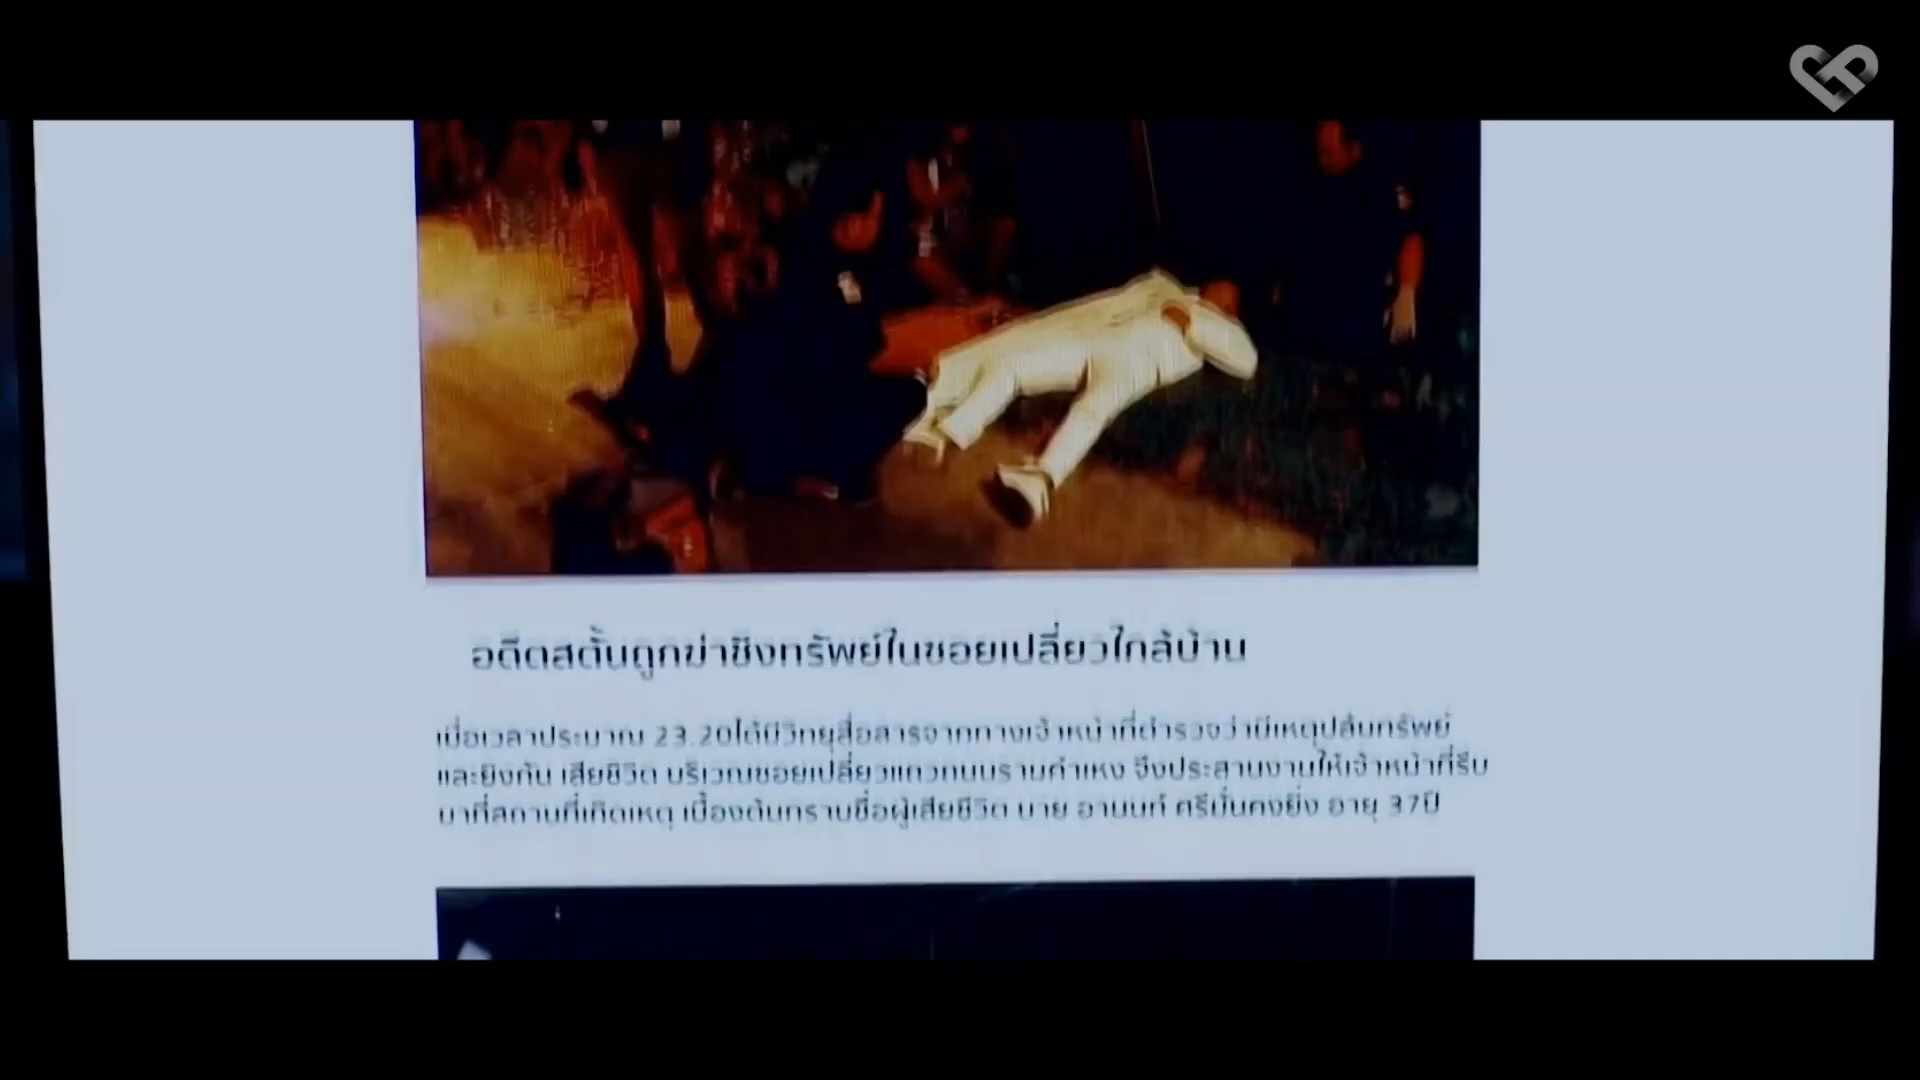 อดีตสตั้นถูกฆ่าชิงทรัพย์ในซอยเปลี่ยวใกล้บ้าน
เมื่อเวลาประมาณ 23.20ได้มีวิทยุสื่อสารจากทางเจ้าหน้าที่ตำรวจว่ามีเหตุปล้นทรัพย์
และยิงกัน เสียชีวิต บริเวณซอยเปลี่ยวแถวถนนรามคำแหง จึงประสานงานให้เจ้าหน้าที่รีบ
มาที่สถานที่เกิดเหตุ เบื้องต้นทราบชื่อผู้เสียชีวิต นาย อานนท์ ศรีมั่นคงยิ่ง อายุ 37ปี